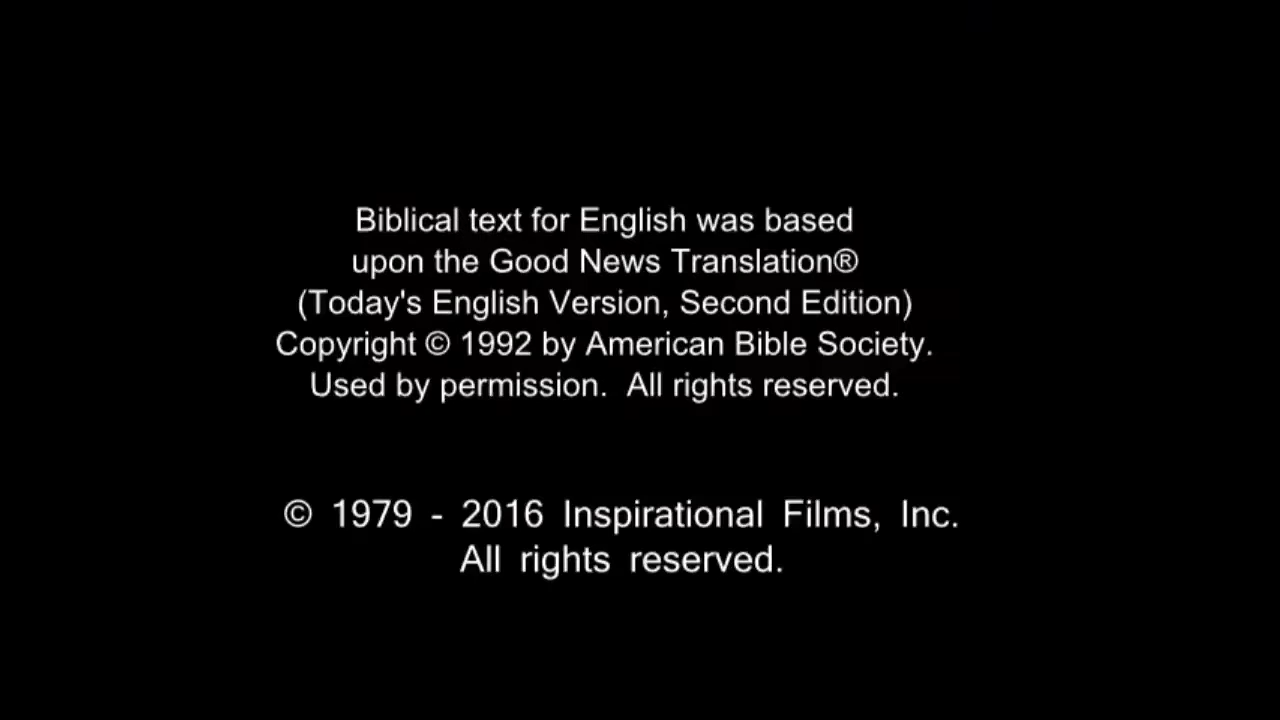 Biblical text for English was based
upon the Good News Translation®
(Today's English Version, Second Edition)
Copyright © 1992 by American Bible Society.
Used by permission.  All rights reserved.
© 1979 - 2016 Inspirational Films, Inc.
All rights reserved.